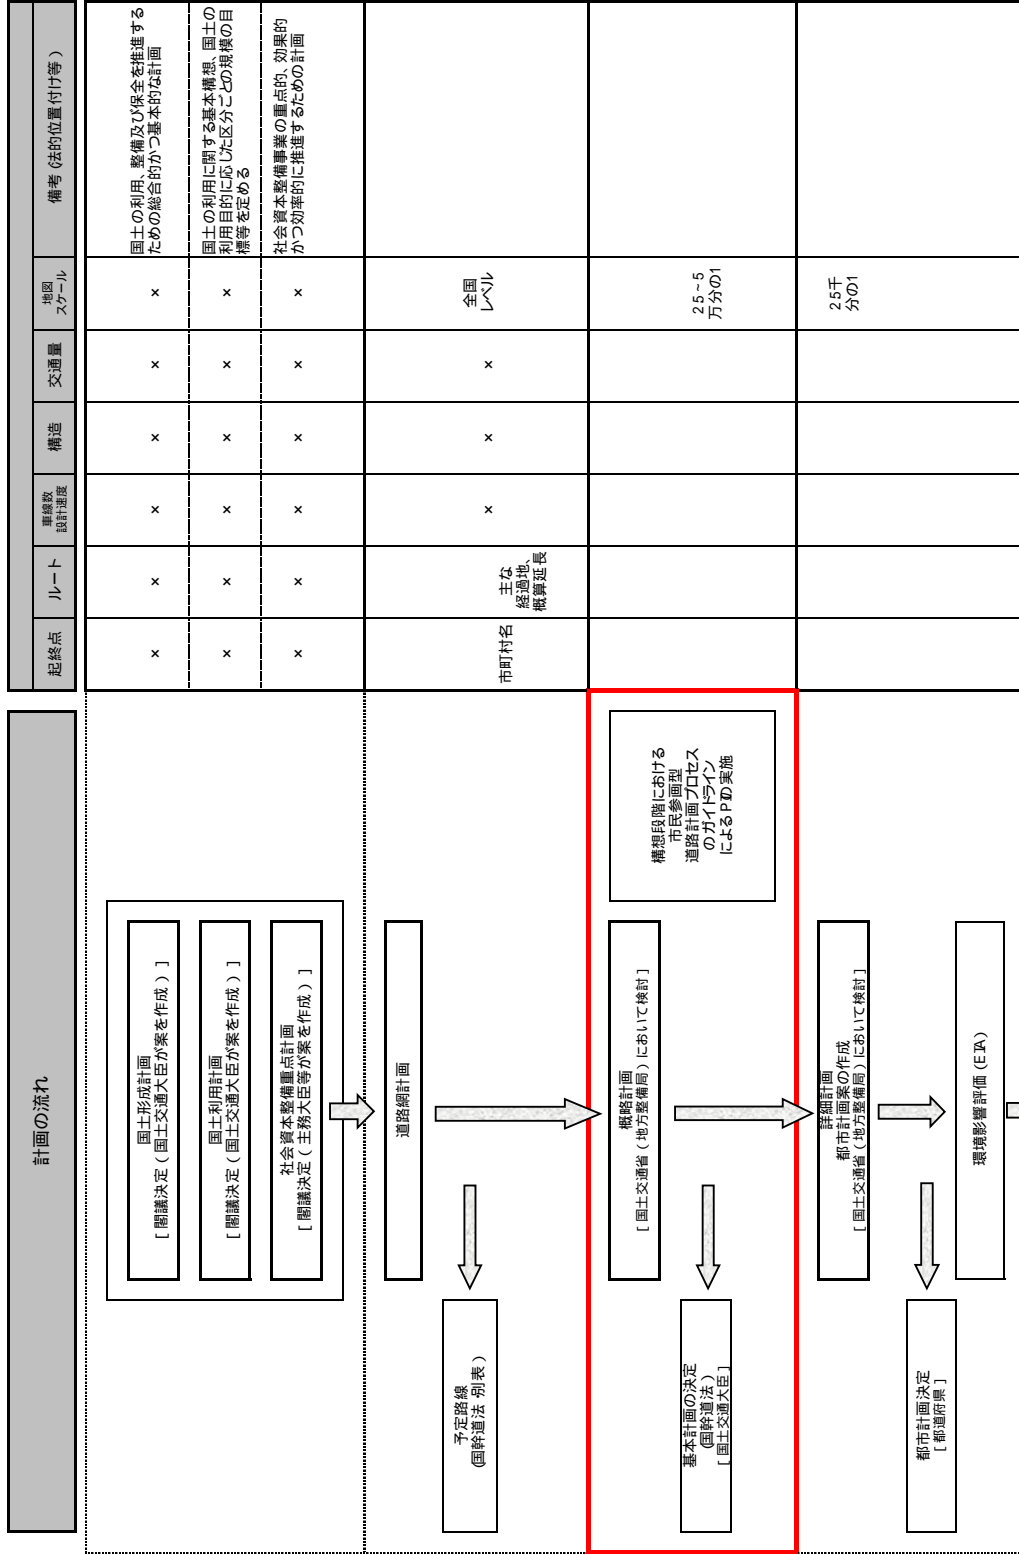 計画の流れ
起終点
ルート
車線数
設計速度
構造
交通量
地図
スケール
備考（法的位置付け等）
国土形成計画
[ 閣議決定（国土交通大臣が案を作成）]
×
×
×
×
×
×
国土の利用、整備及び保全を推進する
ための総合的かつ基本的な計画
国土利用計画
[ 閣議決定（国土交通大臣が案を作成）]
×
×
×
×
×
×
国土の利用に関する基本構想、国土の
利用目的に応じた区分ごとの規模の目
標等を定める
社会資本整備重点計画
[ 閣議決定（主務大臣等が案を作成）]
×
×
×
×
×
×
社会資本整備事業の重点的、効果的
かつ効率的に推進するための計画
道路網計画
予定路線
(国幹道法 別表）
市町村名
主な
経過地、
概算延長
×
×
×
全国
レベル
概略計画
[ 国土交通省（地方整備局）において検討 ]
構想段階における
市民参画型
道路計画プロセス
のガイドライン
によるPIの実施
基本計画の決定
(国幹道法）
[ 国土交通大臣 ]
25~5
万分の1
詳細計画
都市計画案の作成
[ 国土交通省（地方整備局）において検討 ]
都市計画決定
[ 都道府県 ]
25千
分の1
環境影響評価 (EIA)